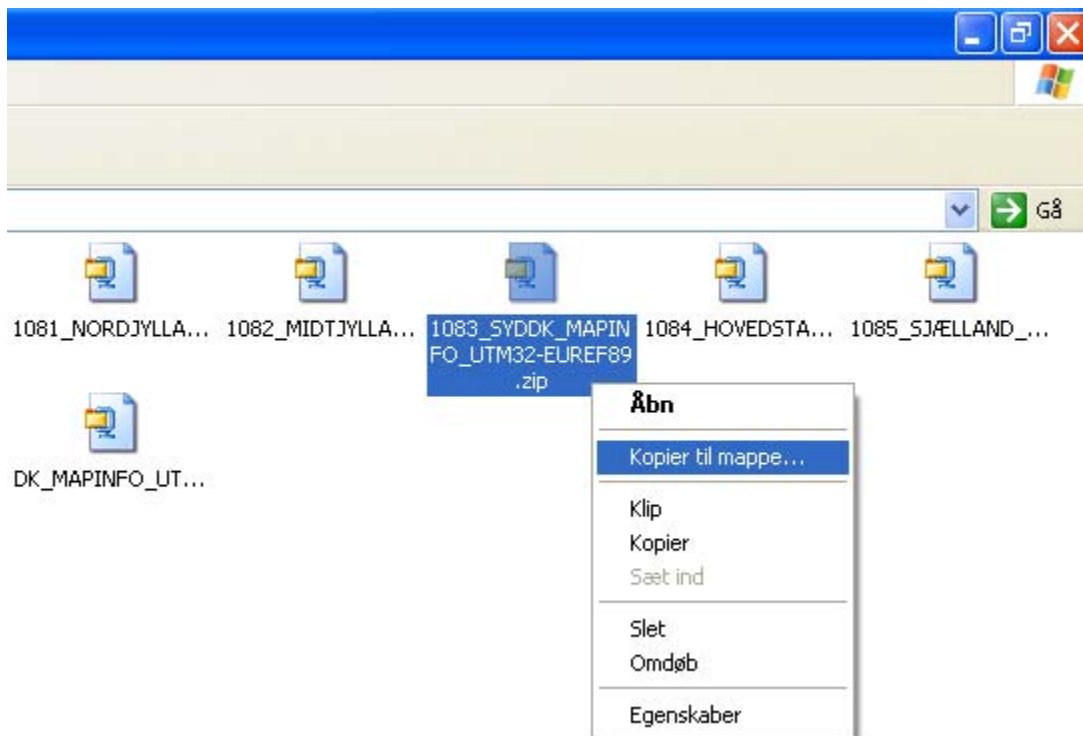 Gå
1081_NORDJYLLA... 1082_MIDTJYLLA... 1083_SYDDK_MAPIN 1084_HOVEDSTA... 1085_SJÆLLAND_...
FO_UTM32-EUREF89
.zip
DK_MAPINFO_UT...
Åbn
Kopier til mappe...
Klip
Kopier
Sæt ind
Slet
Omdøb
Egenskaber